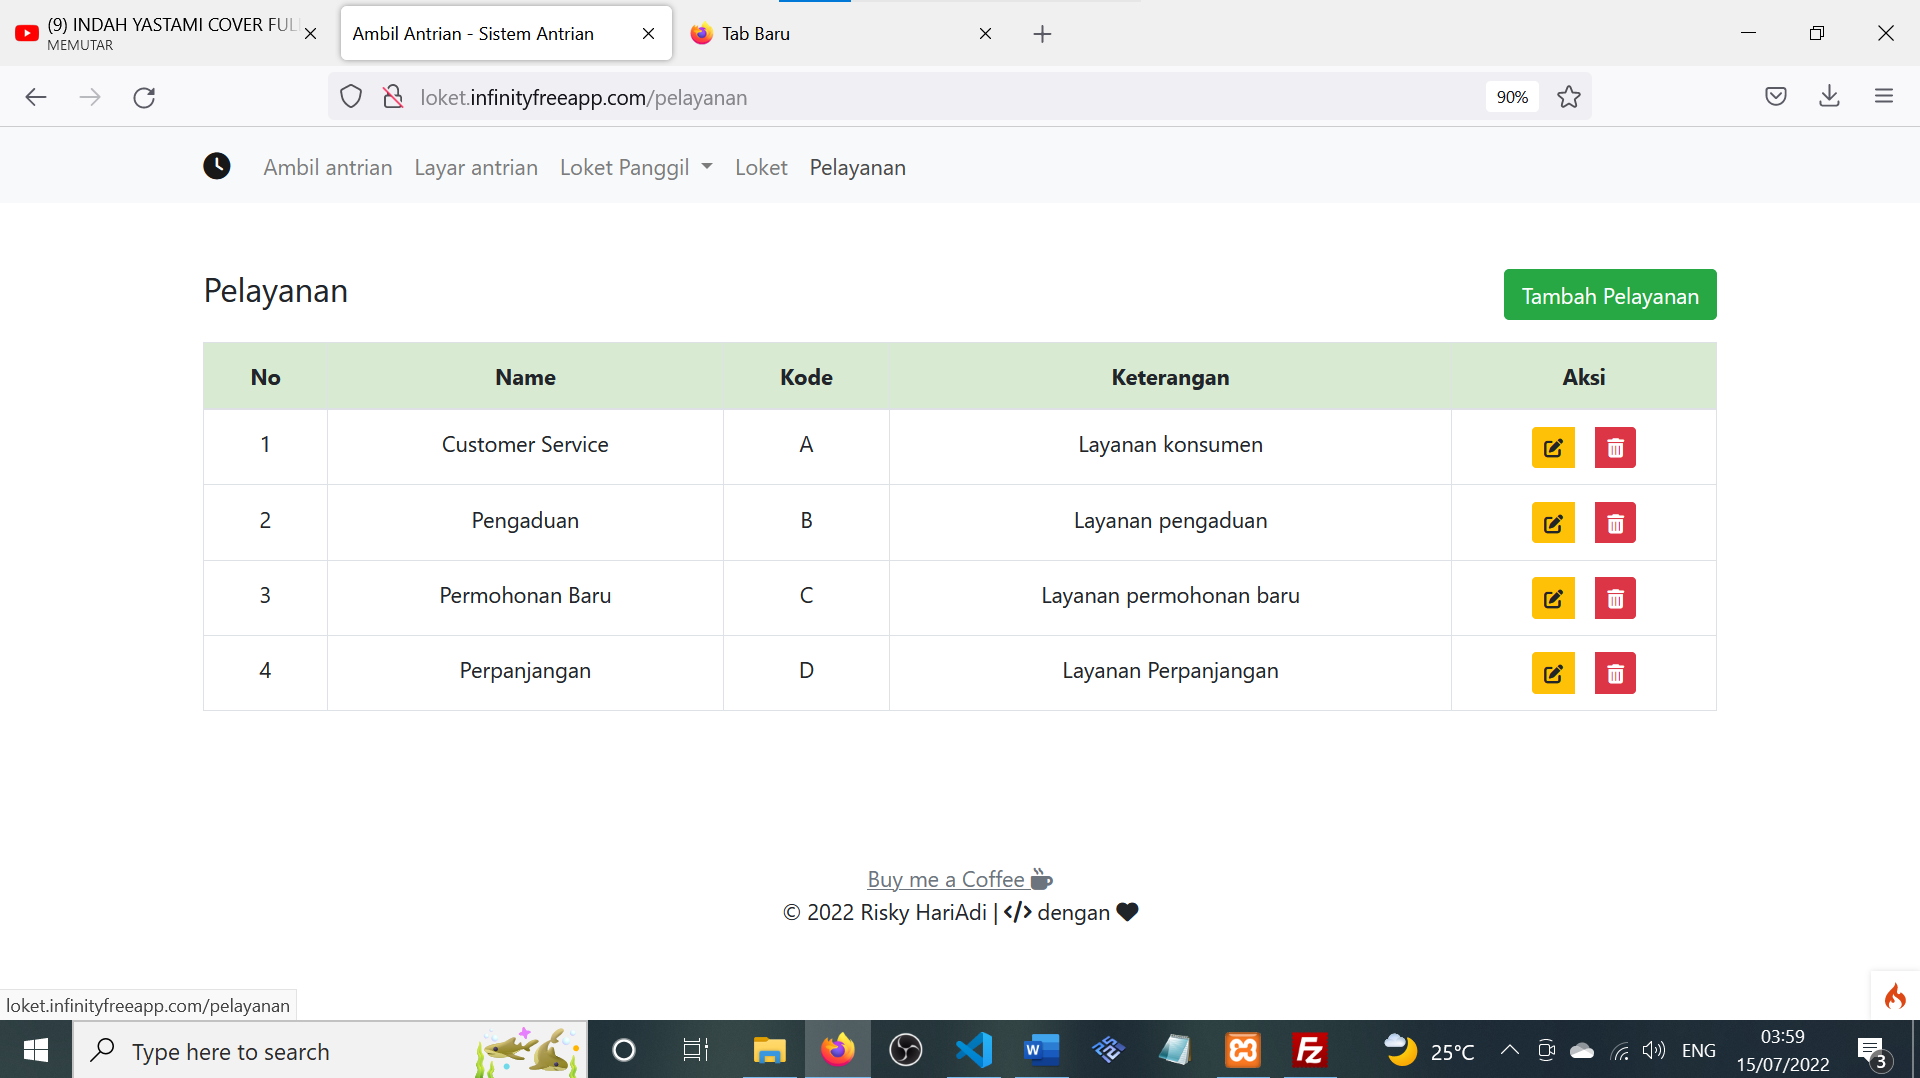 (9) INDAH YASTAMI COVER FUL
MEMUTAR
Ambil Antrian - Sistem Antrian
Tab Baru
loket.infinityfreeapp.com/pelayanan
90%
Ambil antrian
Layar antrian
Loket Panggil
Loket
Pelayanan
Pelayanan
Tambah Pelayanan
No Name Kode Keterangan Aksi
1 Customer Service A Layanan konsumen
2 Pengaduan B Layanan pengaduan
3 Permohonan Baru C Layanan permohonan baru
4 Perpanjangan D Layanan Perpanjangan
Buy me a Coffee
© 2022 Risky HariAdi | </> dengan
loket.infinityfreeapp.com/pelayanan
Type here to search
25°C
ENG
03:59
15/07/2022
3